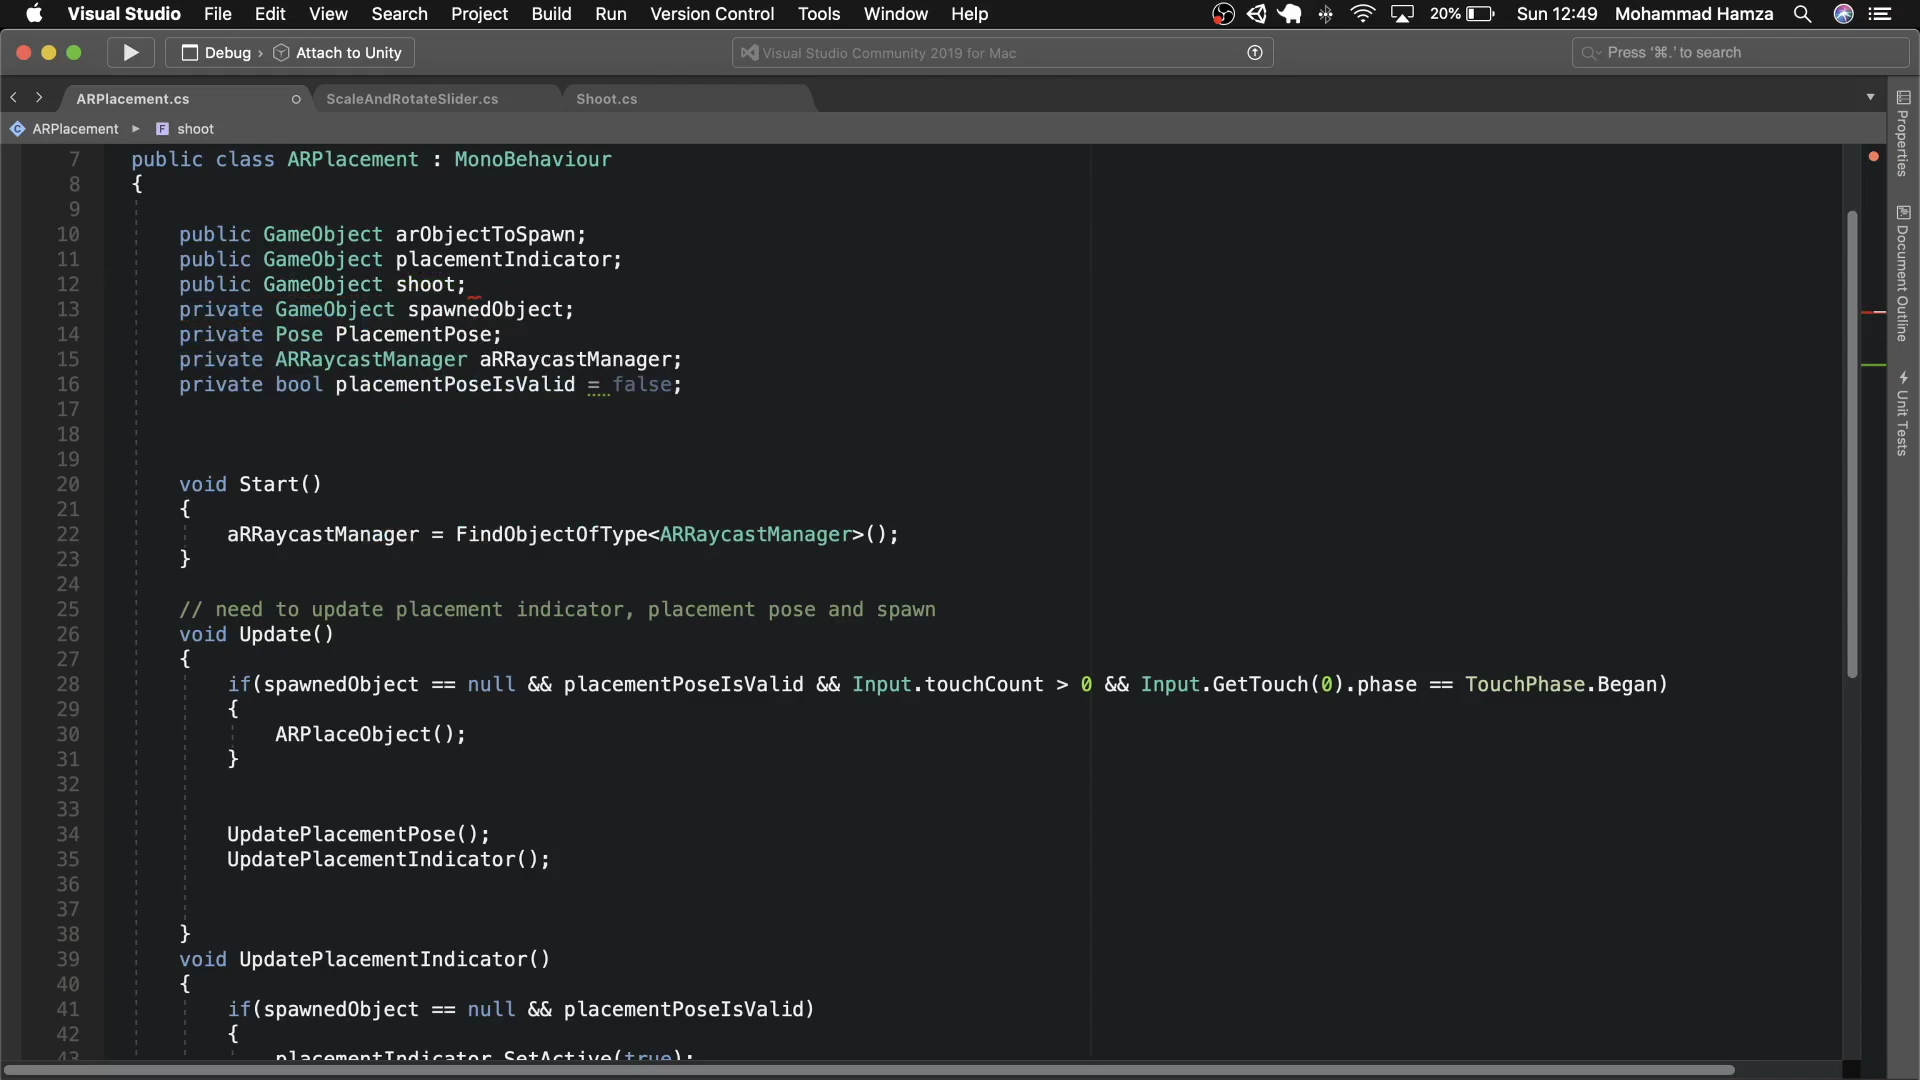 Visual Studio File Edit View Search Project Build Run Version Control Tools Window Help 20% Sun 12:49 Mohammad Hamza
Debug › Attach to Unity Visual Studio Community 2019 for Mac Press ‘⌘.’ to search
ARPlacement.cs ScaleAndRotateSlider.cs Shoot.cs
ARPlacement F shoot
7 public class ARPlacement : MonoBehaviour
8 {
9
10 public GameObject arObjectToSpawn;
11 public GameObject placementIndicator;
12 public GameObject shoot;
13 private GameObject spawnedObject;
14 private Pose PlacementPose;
15 private ARRaycastManager aRRaycastManager;
16 private bool placementPoseIsValid = false;
17
18
19
20 void Start()
21 {
22 aRRaycastManager = FindObjectOfType<ARRaycastManager>();
23 }
24
25 // need to update placement indicator, placement pose and spawn
26 void Update()
27 {
28 if(spawnedObject == null && placementPoseIsValid && Input.touchCount > 0 && Input.GetTouch(0).phase == TouchPhase.Began)
29 {
30 ARPlaceObject();
31 }
32
33
34 UpdatePlacementPose();
35 UpdatePlacementIndicator();
36
37
38 }
39 void UpdatePlacementIndicator()
40 {
41 if(spawnedObject == null && placementPoseIsValid)
42 {
43 placementIndicator.SetActive(true);
Properties
Document Outline
Unit Tests